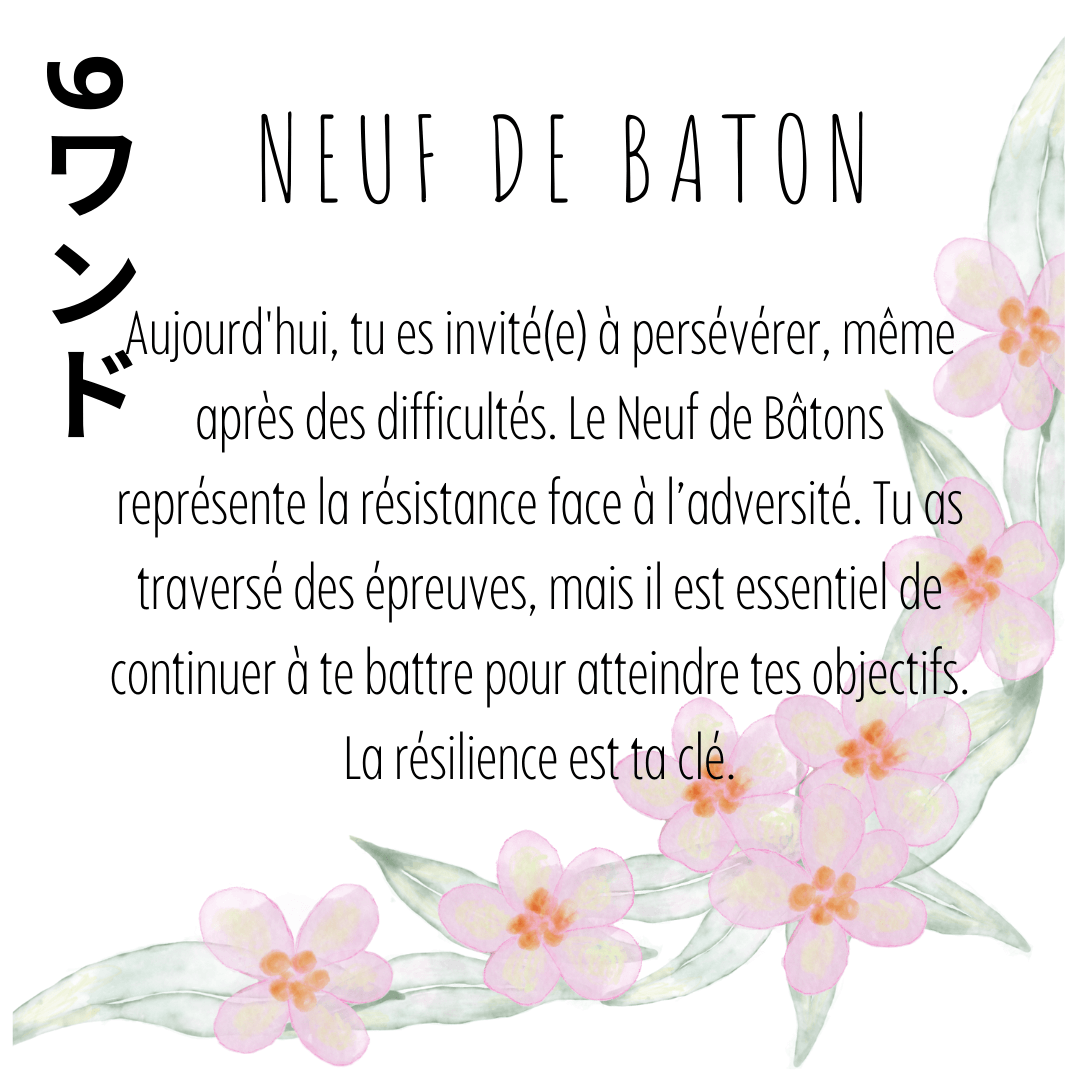 9ワンド
NEUF DE BATON
Aujourd'hui, tu es invité(e) à persévérer, même
après des difficultés. Le Neuf de Bâtons
représente la résistance face à l’adversité. Tu as
traversé des épreuves, mais il est essentiel de
continuer à te battre pour atteindre tes objectifs.
La résilience est ta clé.